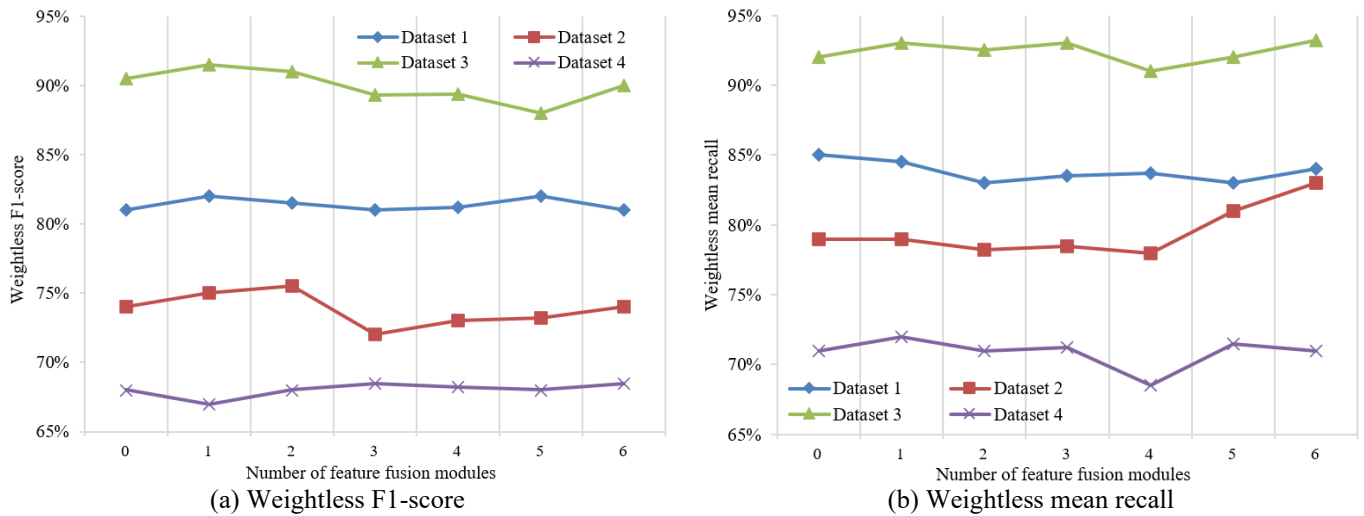 95%
90%
85%
80%
75%
70%
65%
Weightless F1-score
Dataset 1 Dataset 2
Dataset 3 Dataset 4
0 1 2 3 4 5 6
Number of feature fusion modules
(a) Weightless F1-score
95%
90%
85%
80%
75%
70%
65%
Weightless mean recall
Dataset 1 Dataset 2
Dataset 3 Dataset 4
0 1 2 3 4 5 6
Number of feature fusion modules
(b) Weightless mean recall